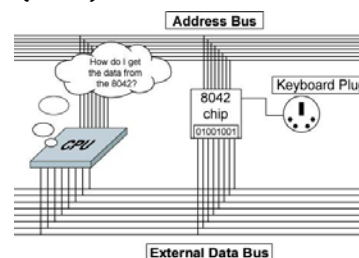 Address Bus
How do I get
the data from
the 8042?
8042
chip
01001001
Keyboard Plu
CPU
External Data Bus